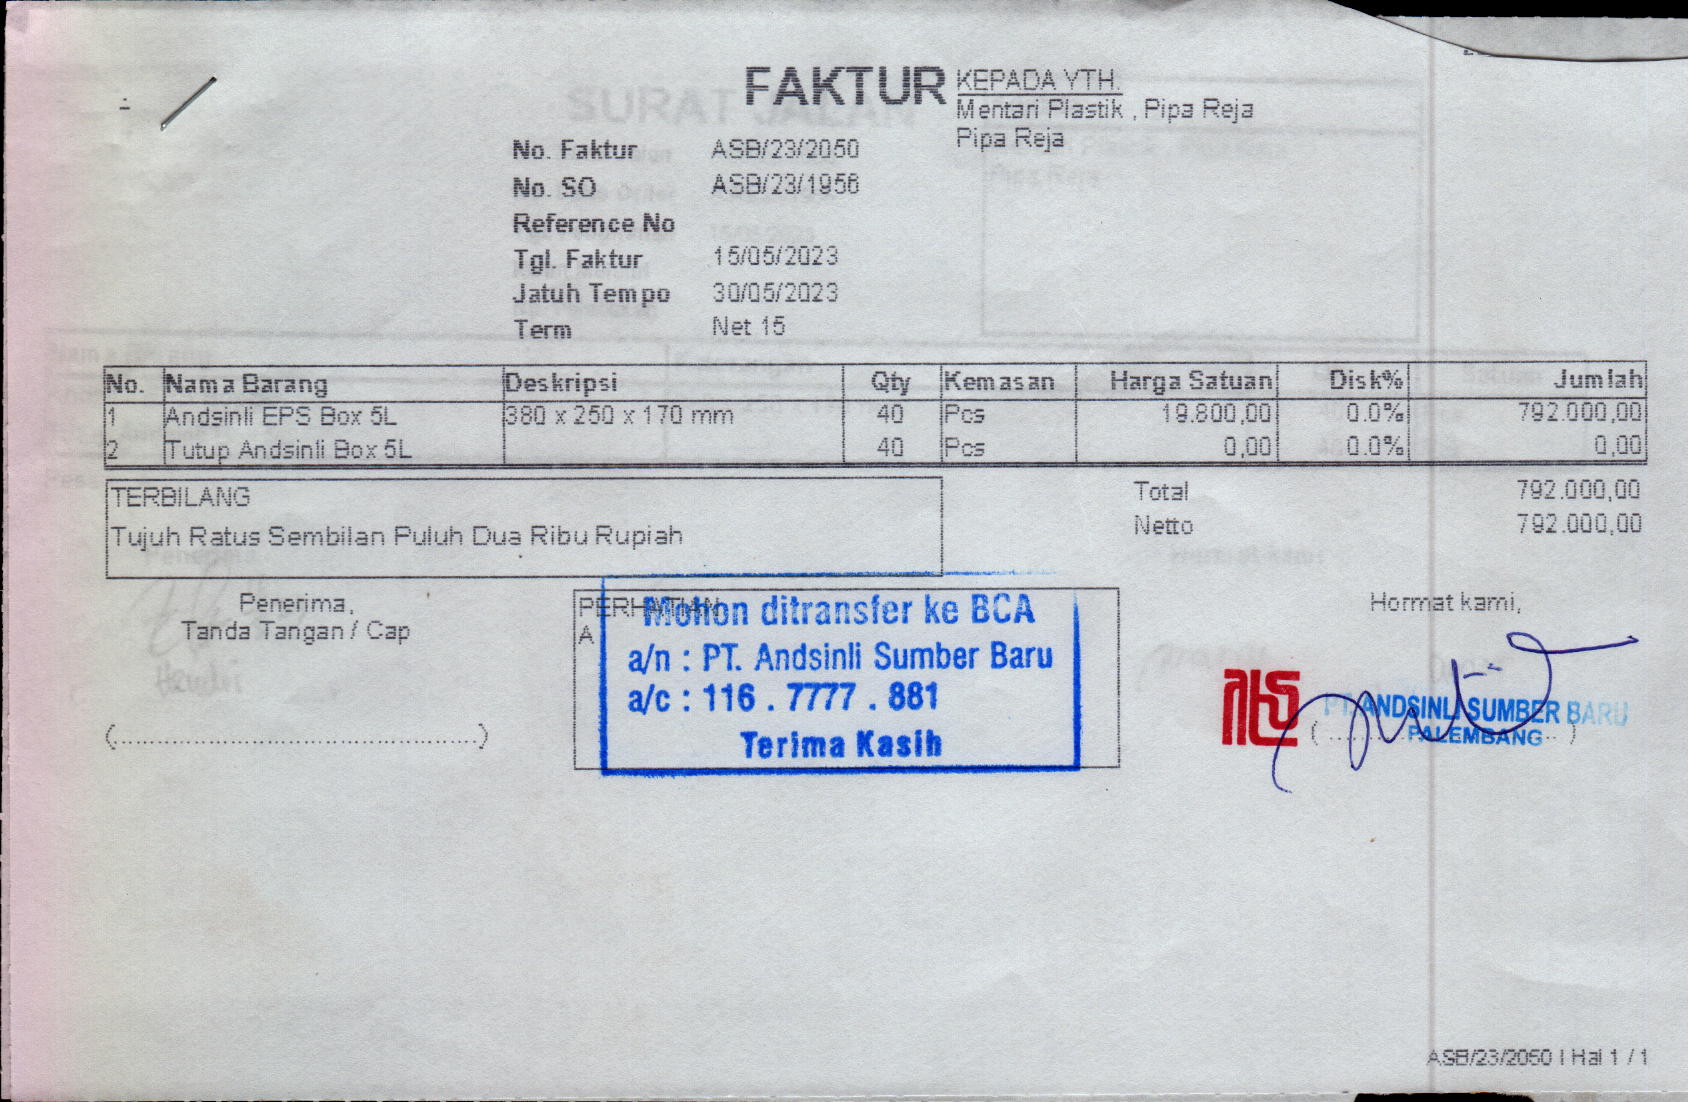 FAKTUR
KEPADA YTH.
Mentari Plastik , Pipa Reja
Pipa Reja
No. Faktur ASB/23/2050
No. SO ASB/23/1956
Reference No
Tgl. Faktur 15/05/2023
Jatuh Tempo 30/05/2023
Term Net 15
No. Nama Barang Deskripsi Qty Kemasan Harga Satuan Disk% Jumlah
1 Andsinli EPS Box 5L 380 x 250 x 170 mm 40 Pcs 19.800,00 0.0% 792.000,00
2 Tutup Andsinli Box 5L 40 Pcs 0,00 0.0% 0,00
TERBILANG
Tujuh Ratus Sembilan Puluh Dua Ribu Rupiah
Total 792.000,00
Netto 792.000,00
Penerima,
Tanda Tangan / Cap
(......................................................)
PERHATIAN
A
Mohon ditransfer ke BCA
a/n : PT. Andsinli Sumber Baru
a/c : 116 . 7777 . 881
Terima Kasih
Hormat kami,
PT. ANDSINLI SUMBER BARU
PALEMBANG
ASB/23/2050 | Hal 1 / 1